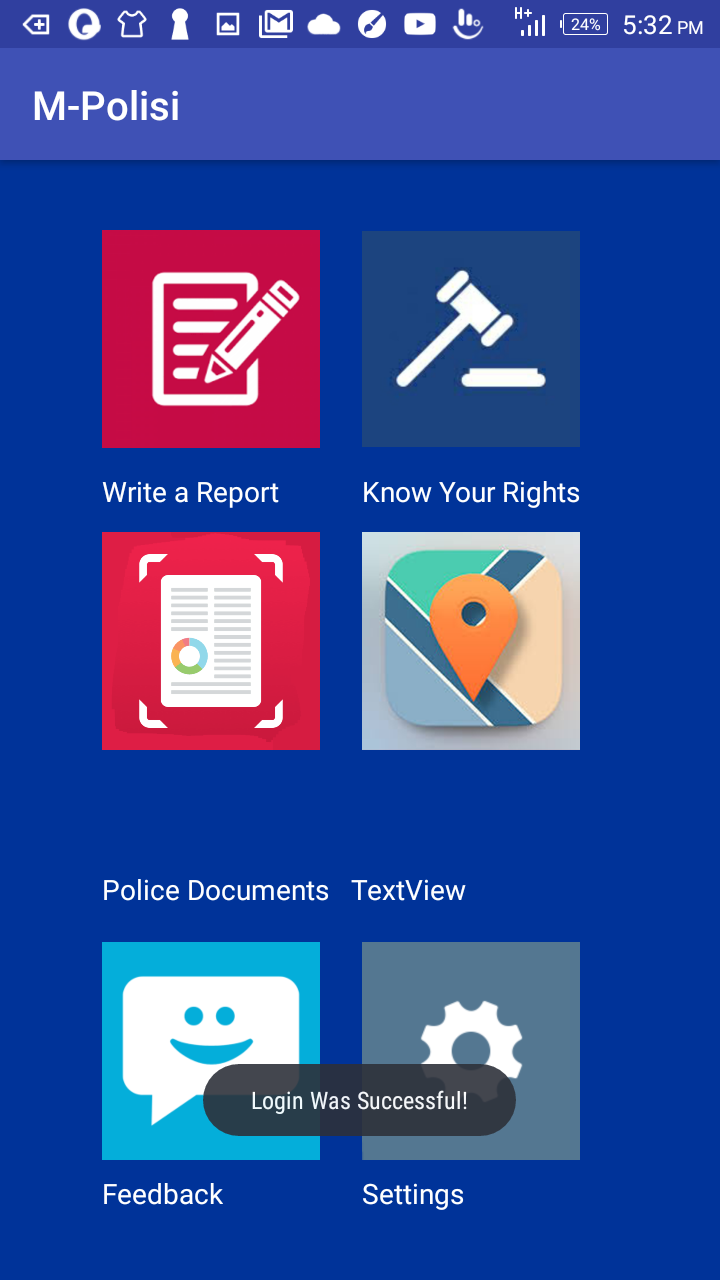 H+ 24% 5:32 PM
M-Polisi
Write a Report Know Your Rights
Police Documents TextView
Login Was Successful!
Feedback Settings